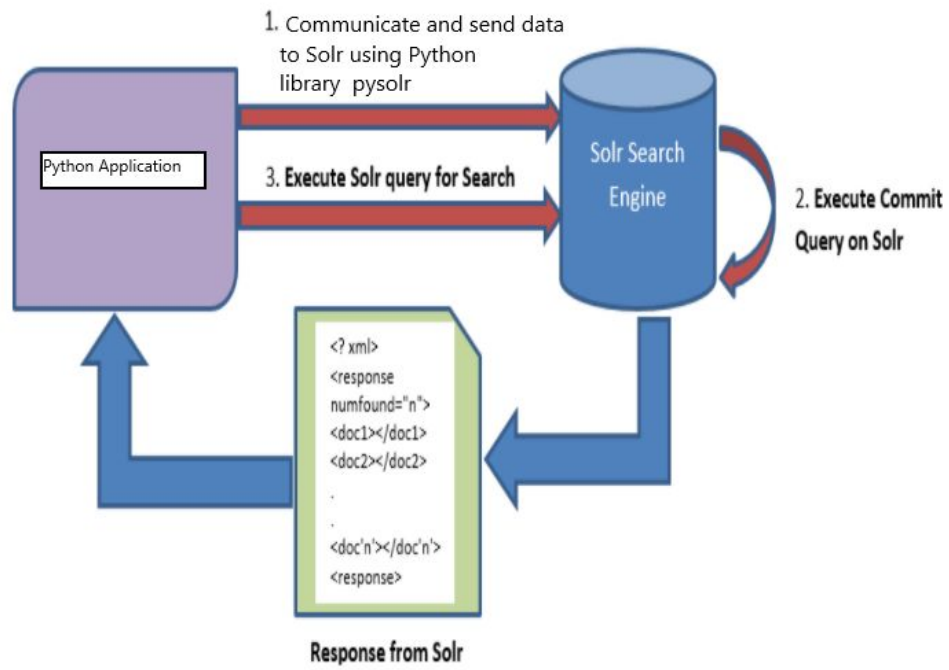 1. Communicate and send data
to Solr using Python
library pysolr
Python Application
3. Execute Solr query for Search
Solr Search
Engine
2. Execute Commit
Query on Solr
<? xml>
<response
numfound="n">
<doc1></doc1>
<doc2></doc2>
.
.
<doc'n'></doc'n'>
<response>
Response from Solr